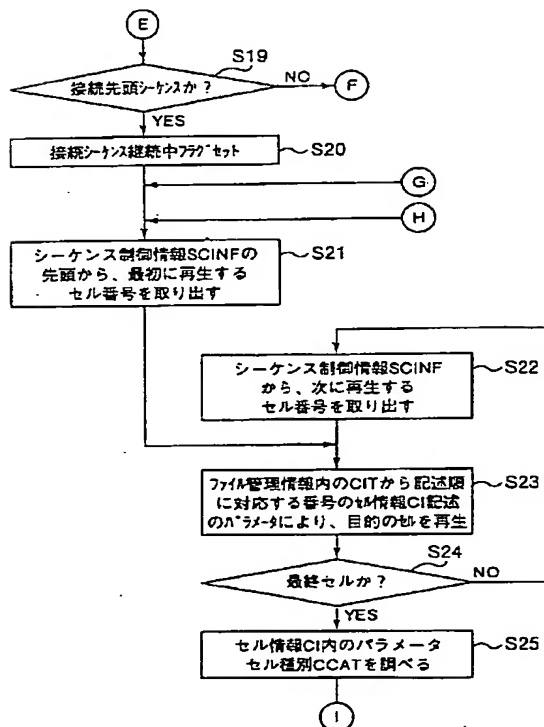 E
S19
接続先頭シーケンスか？
NO
F
YES
接続シーケンス継続中フラグセット
S20
G
H
シーケンス制御情報SCINFの
先頭から、最初に再生する
セル番号を取り出す
S21
シーケンス制御情報SCINF
から、次に再生する
セル番号を取り出す
S22
ファイル管理情報内のCITから記述順
に対応する番号のセル情報CI記述
のパラメータにより、目的のセルを再生
S23
S24
最終セルか？
NO
YES
セル情報CI内のパラメータ
セル種別CCATを調べる
S25
I